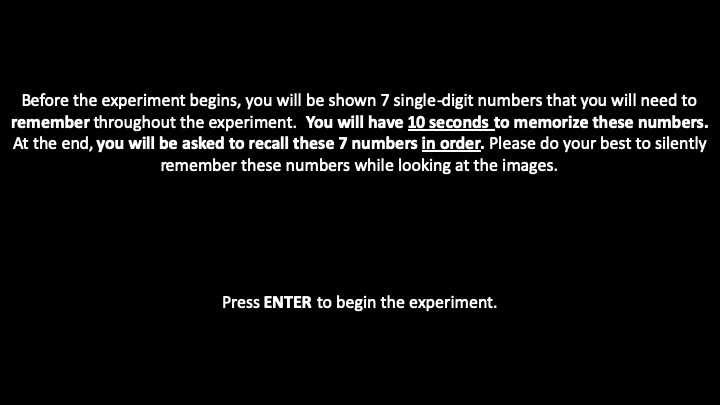 Before the experiment begins, you will be shown 7 single-digit numbers that you will need to
remember throughout the experiment. You will have 10 seconds to memorize these numbers.
At the end, you will be asked to recall these 7 numbers in order. Please do your best to silently
remember these numbers while looking at the images.
Press ENTER to begin the experiment.